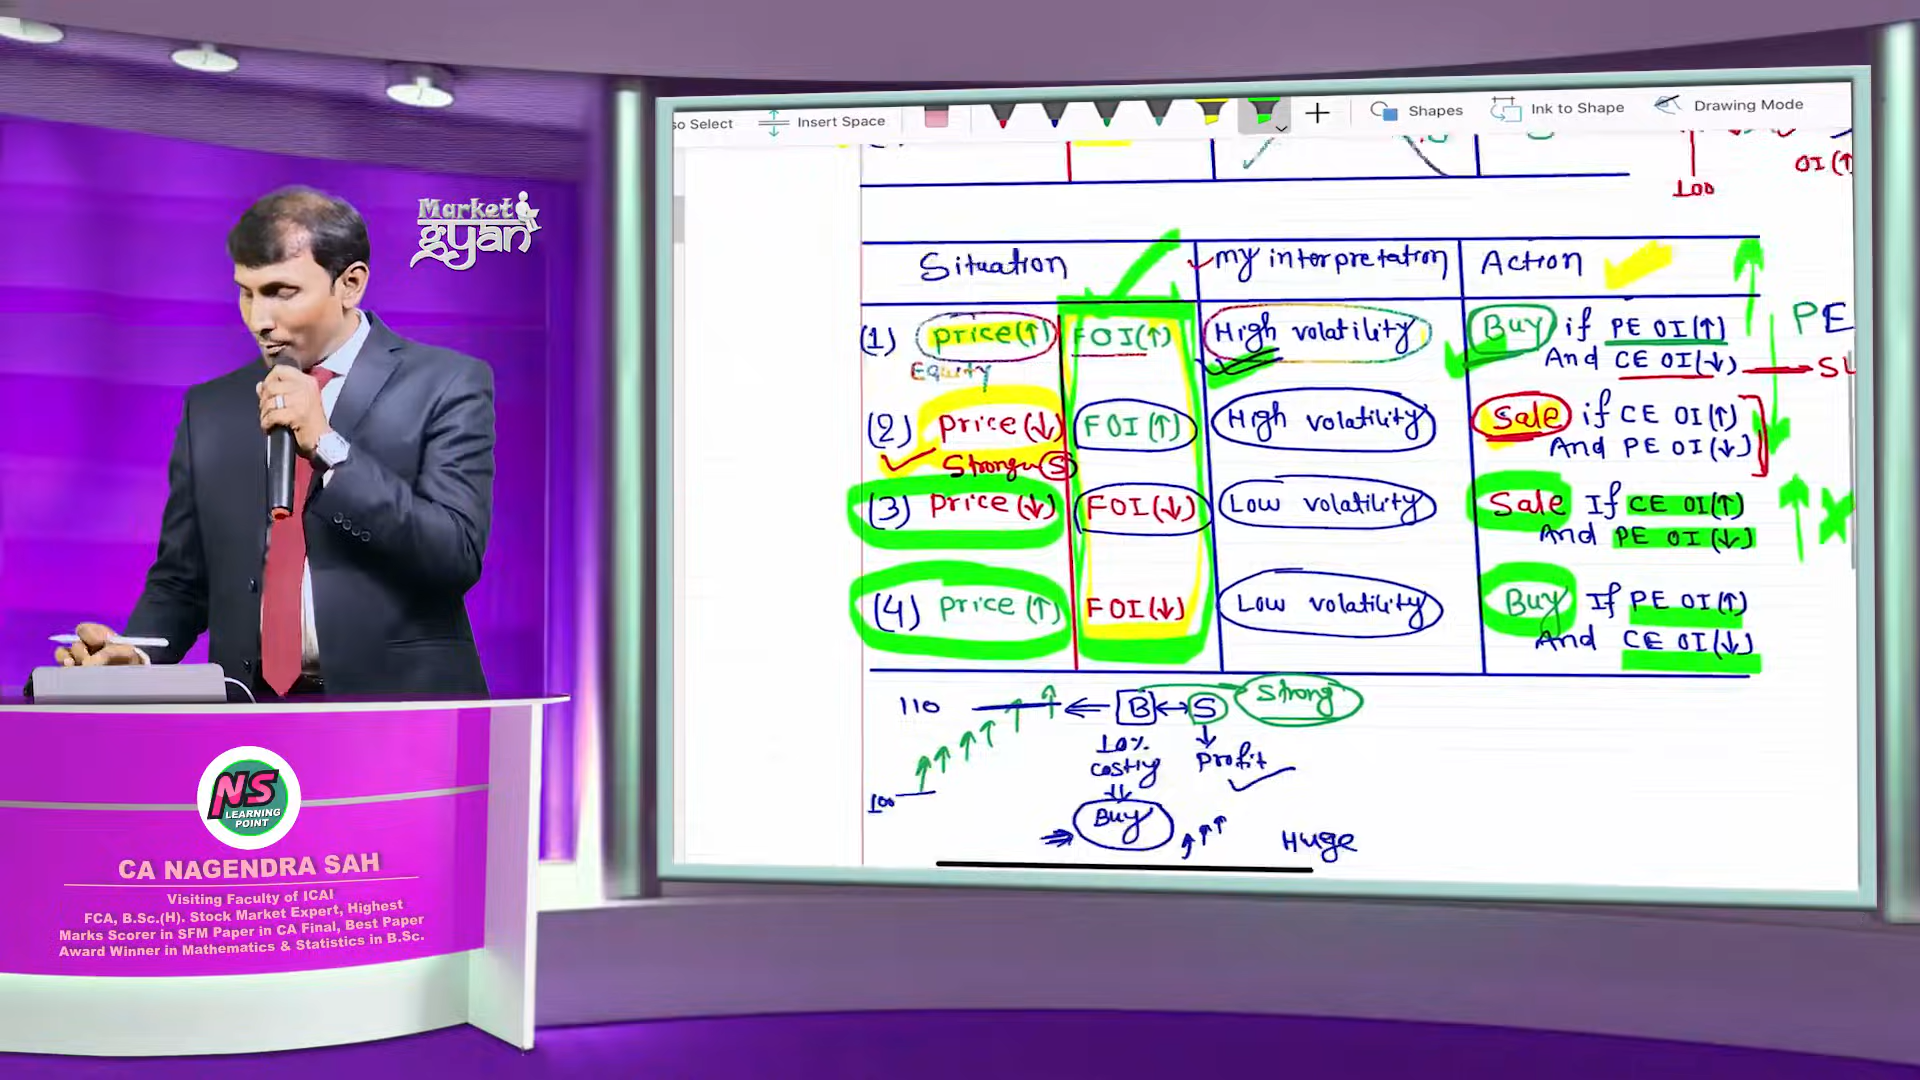 so Select
Insert Space
Shapes
Ink to Shape
Drawing Mode
OI(↑
100
Situation
my interpretation
Action
(1) price(↑)
Equity
FOI(↑)
High volatility
Buy if PE OI(↑)
And CE OI(↓)
PE
SL
(2) price(↓)
FOI(↑)
High volatility
Sale if CE OI(↑)
And PE OI(↓)
(3) price(↓)
FOI(↓)
Low volatility
Sale If CE OI(↑)
And PE OI(↓)
(4) price(↑)
FOI(↓)
Low volatility
Buy If PE OI(↑)
And CE OI(↓)
110
B
S
Strong
10%
costly
Profit
100
Buy
Huge
Market
gyan
NS
LEARNING
POINT
CA NAGENDRA SAH
Visiting Faculty of ICAI
FCA, B.Sc.(H). Stock Market Expert, Highest
Marks Scorer in SFM Paper in CA Final, Best Paper
Award Winner in Mathematics & Statistics in B.Sc.